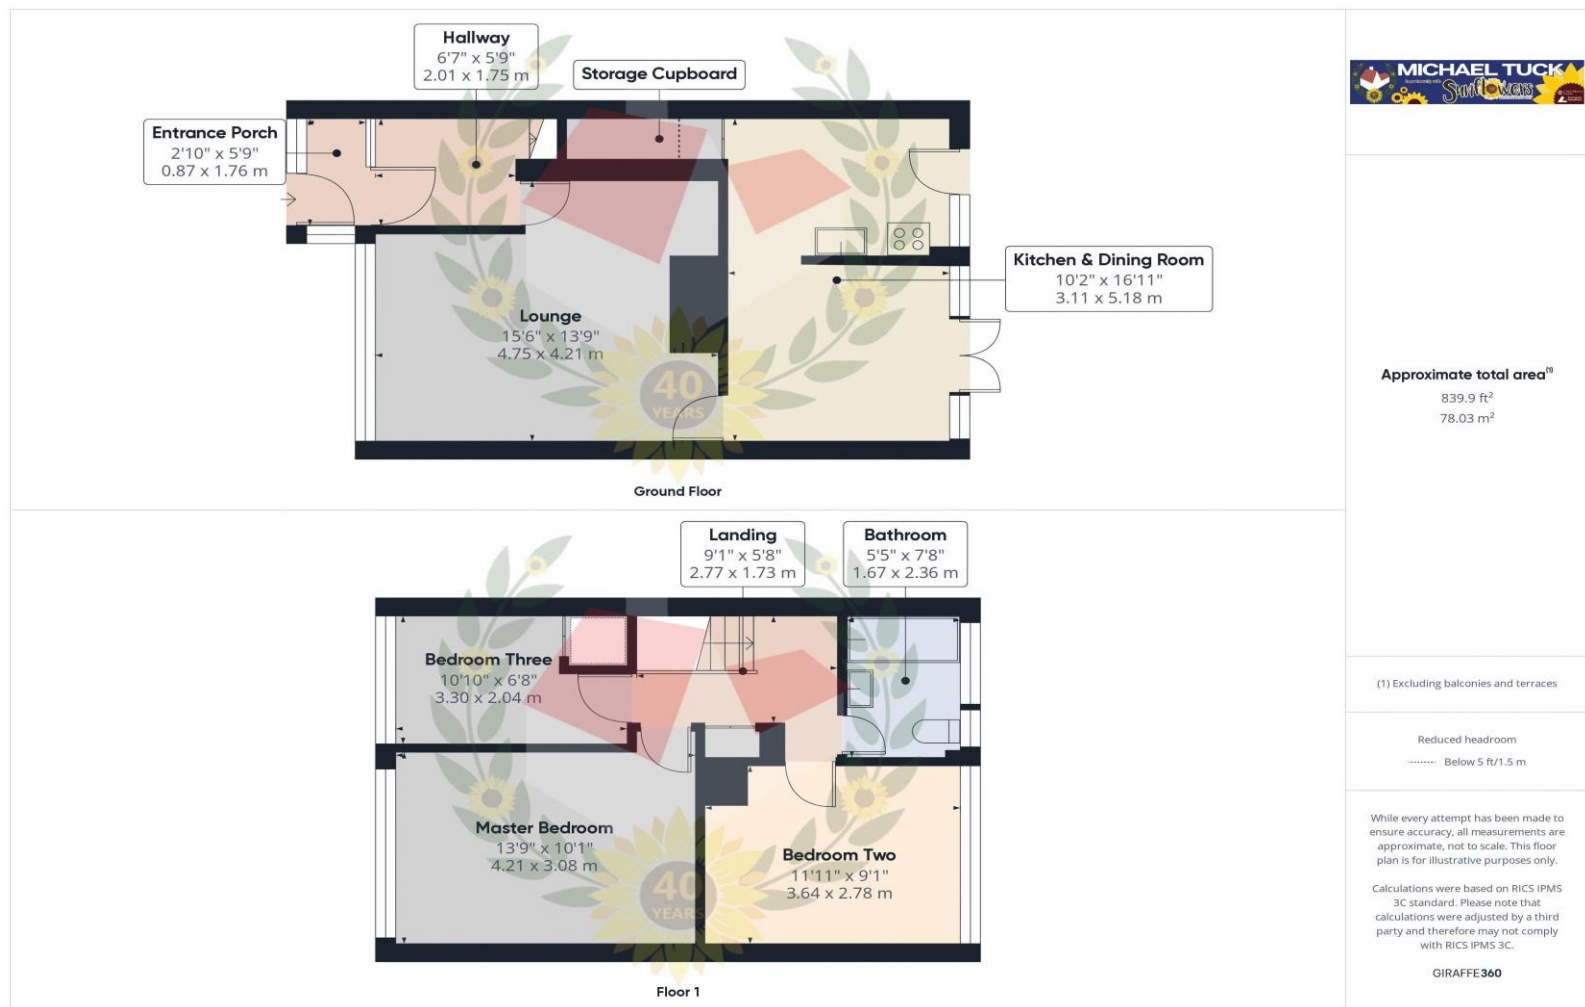 Hallway
6'7" x 5'9"
2.01 x 1.75 m
Storage Cupboard
Entrance Porch
2'10" x 5'9"
0.87 x 1.76 m
Kitchen & Dining Room
10'2" x 16'11"
3.11 x 5.18 m
Lounge
15'6" x 13'9"
4.75 x 4.21 m
40
YEARS
Ground Floor
Landing
9'1" x 5'8"
2.77 x 1.73 m
Bathroom
5'5" x 7'8"
1.67 x 2.36 m
Bedroom Three
10'10" x 6'8"
3.30 x 2.04 m
Master Bedroom
13'9" x 10'1"
4.21 x 3.08 m
Bedroom Two
11'11" x 9'1"
3.64 x 2.78 m
40
YEARS
Floor 1
MICHAEL TUCK
Sunflowers
Approximate total area(1)
839.9 ft²
78.03 m²
(1) Excluding balconies and terraces
Reduced headroom
Below 5 ft/1.5 m
While every attempt has been made to
ensure accuracy, all measurements are
approximate, not to scale. This floor
plan is for illustrative purposes only.
Calculations were based on RICS IPMS
3C standard. Please note that
calculations were adjusted by a third
party and therefore may not comply
with RICS IPMS 3C.
GIRAFFE360